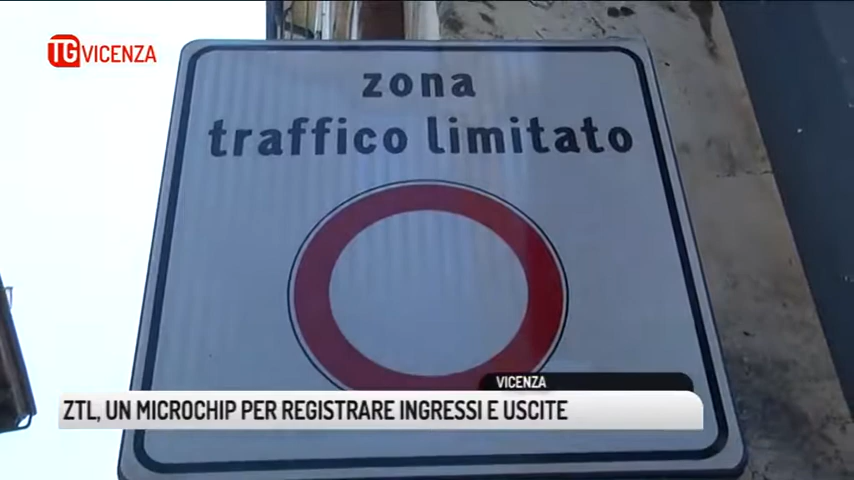 TG VICENZA
zona
traffico limitato
VICENZA
ZTL, UN MICROCHIP PER REGISTRARE INGRESSI E USCITE